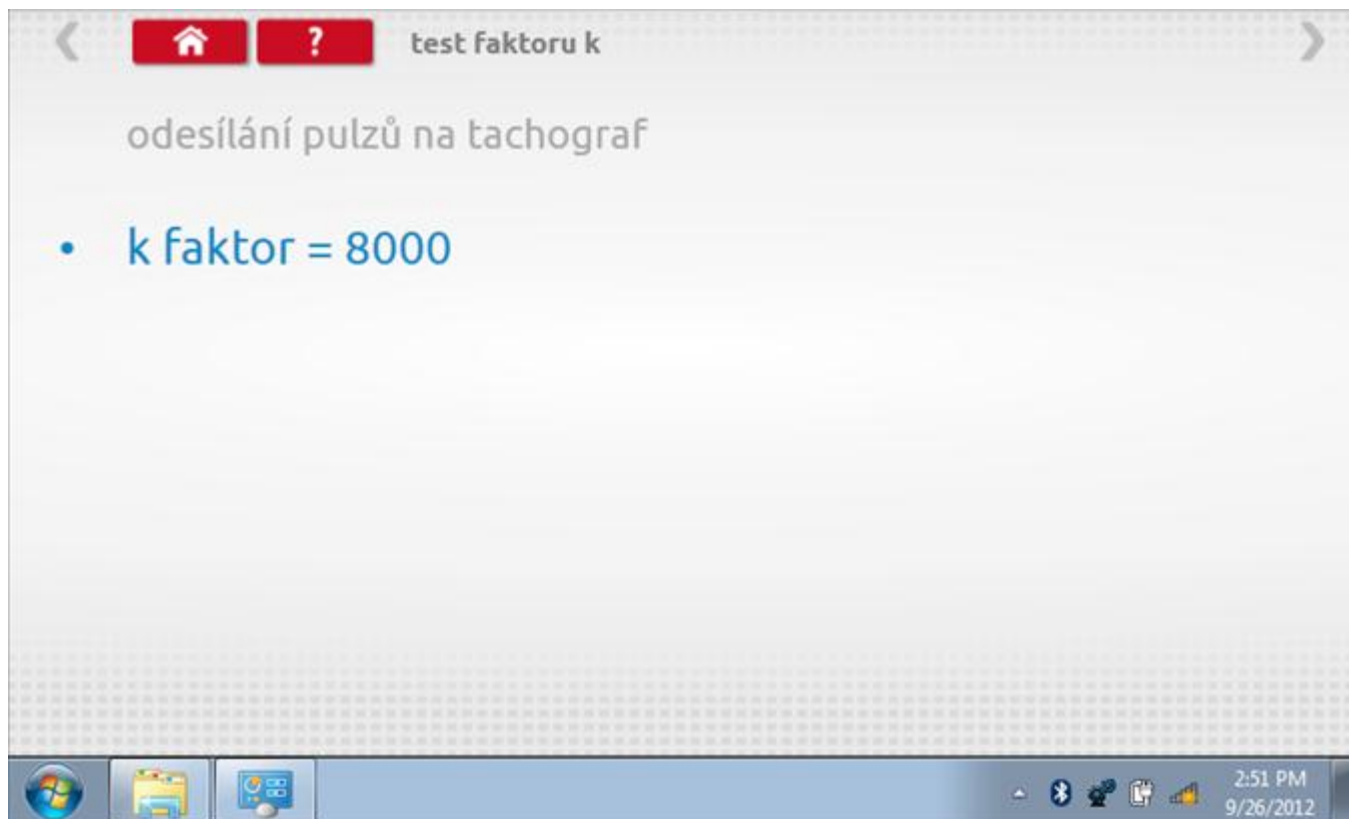 ? test faktoru k
odesílání pulzů na tachograf
• k faktor = 8000
2:51 PM
9/26/2012